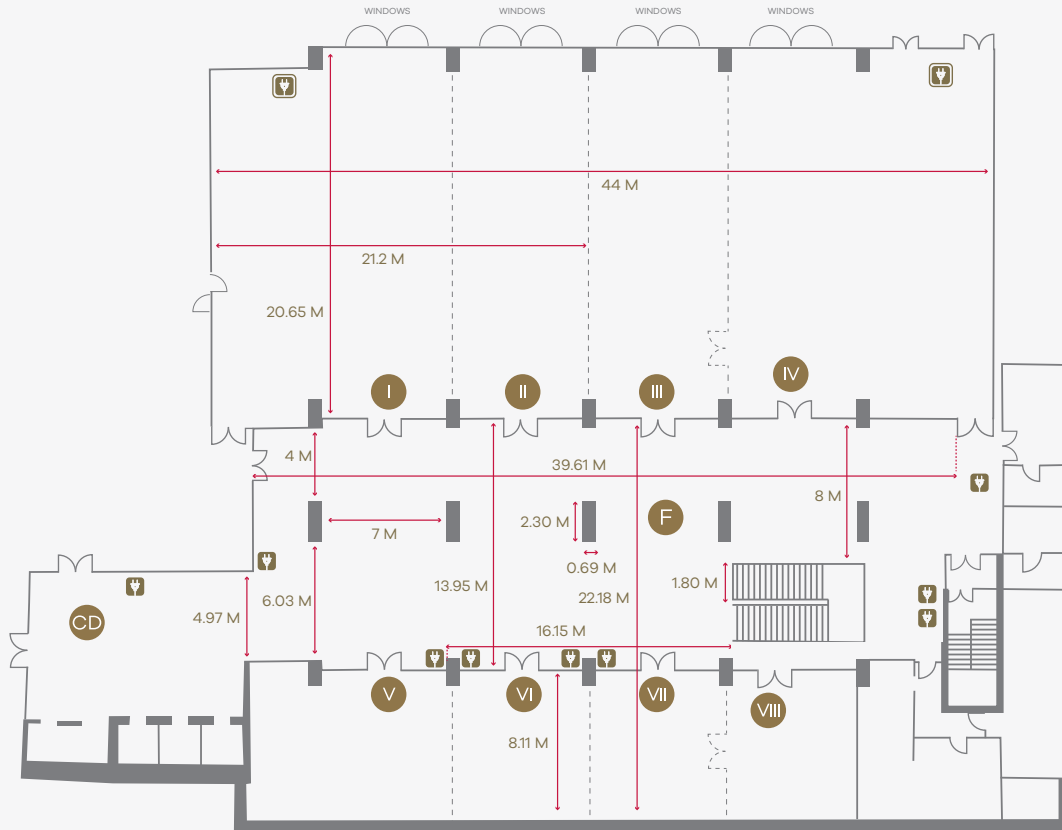 WINDOWS
WINDOWS
WINDOWS
WINDOWS
44 M
21.2 M
20.65 M
I
II
III
IV
4 M
39.61 M
8 M
7 M
2.30 M
F
0.69 M
13.95 M
22.18 M
1.80 M
6.03 M
4.97 M
CD
16.15 M
V
VI
VII
VIII
8.11 M